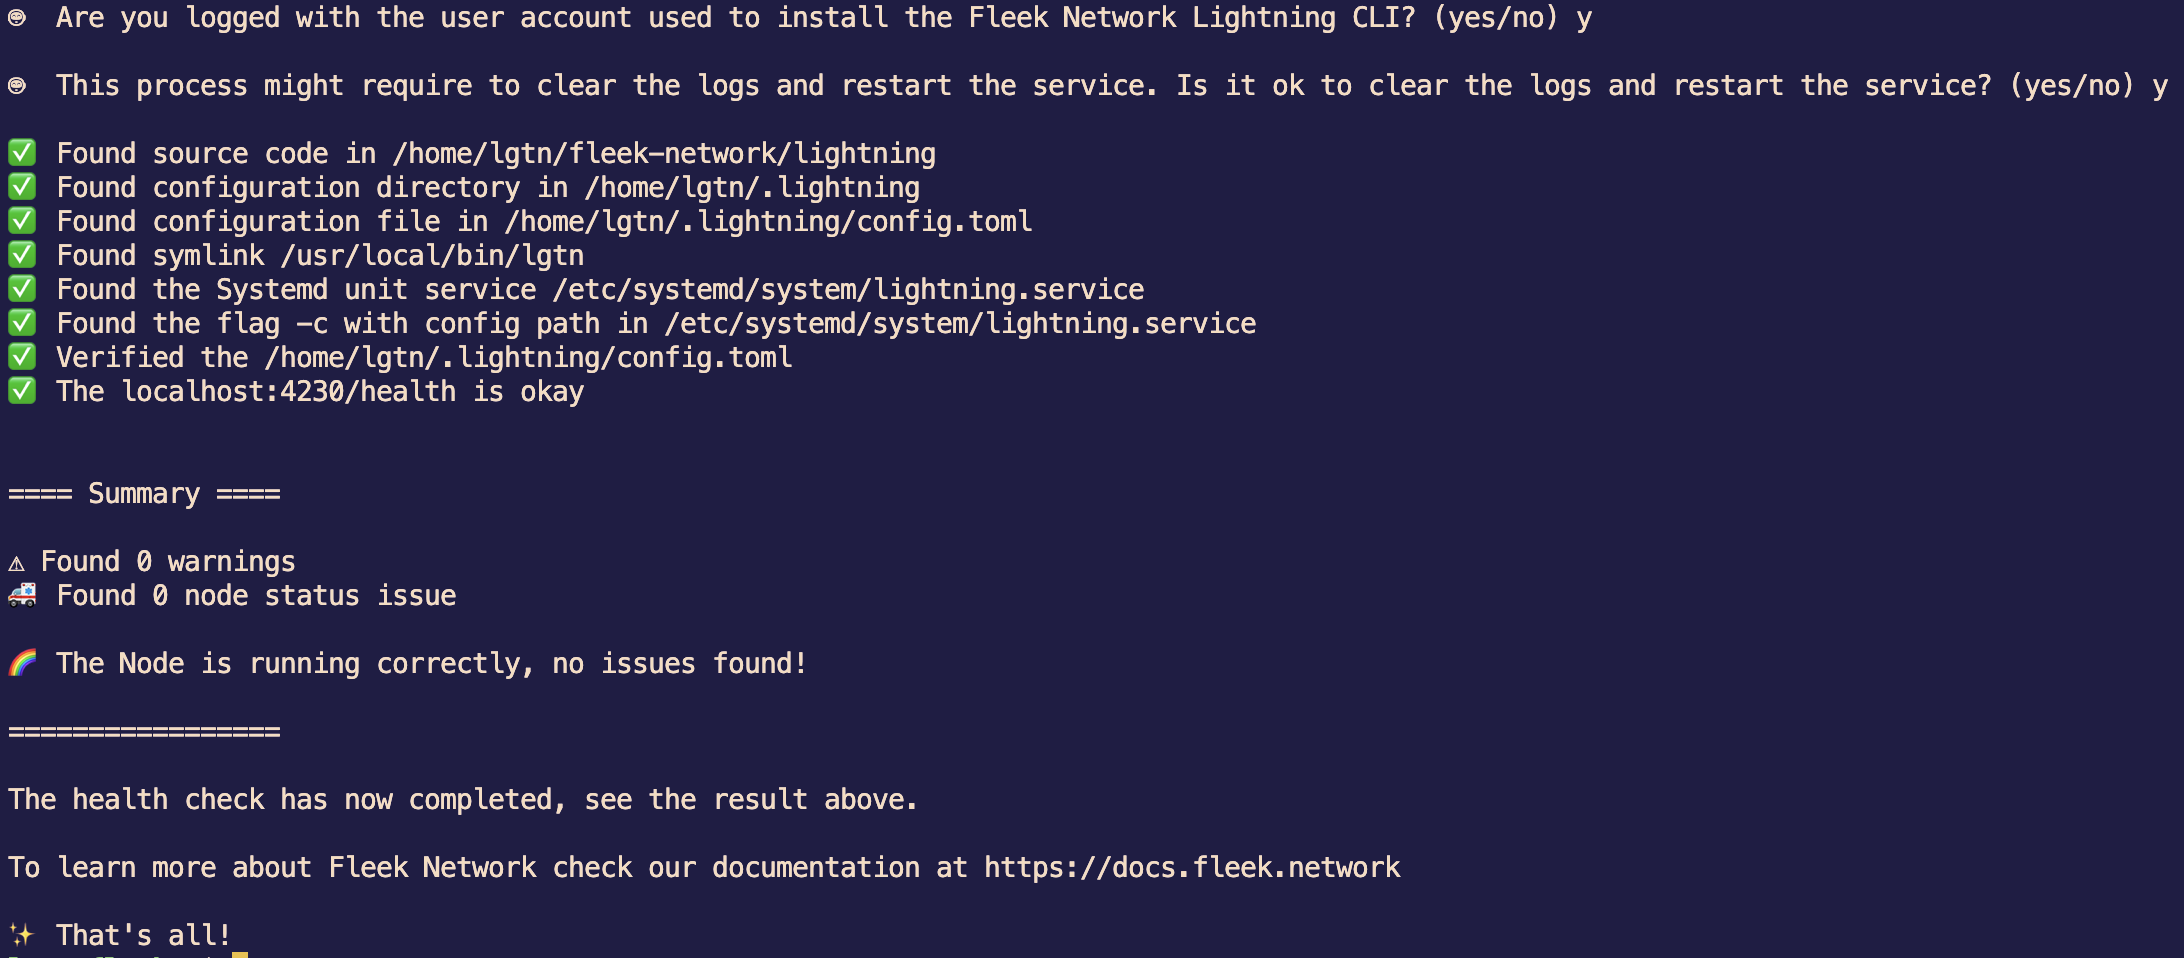 Are you logged with the user account used to install the Fleek Network Lightning CLI? (yes/no) y
This process might require to clear the logs and restart the service. Is it ok to clear the logs and restart the service? (yes/no) y
✅ Found source code in /home/lgtn/fleek-network/lightning
✅ Found configuration directory in /home/lgtn/.lightning
✅ Found configuration file in /home/lgtn/.lightning/config.toml
✅ Found symlink /usr/local/bin/lgtn
✅ Found the Systemd unit service /etc/systemd/system/lightning.service
✅ Found the flag -c with config path in /etc/systemd/system/lightning.service
✅ Verified the /home/lgtn/.lightning/config.toml
✅ The localhost:4230/health is okay
==== Summary ====
⚠ Found 0 warnings
🚑 Found 0 node status issue
🌈 The Node is running correctly, no issues found!
=================
The health check has now completed, see the result above.
To learn more about Fleek Network check our documentation at https://docs.fleek.network
✨ That's all!